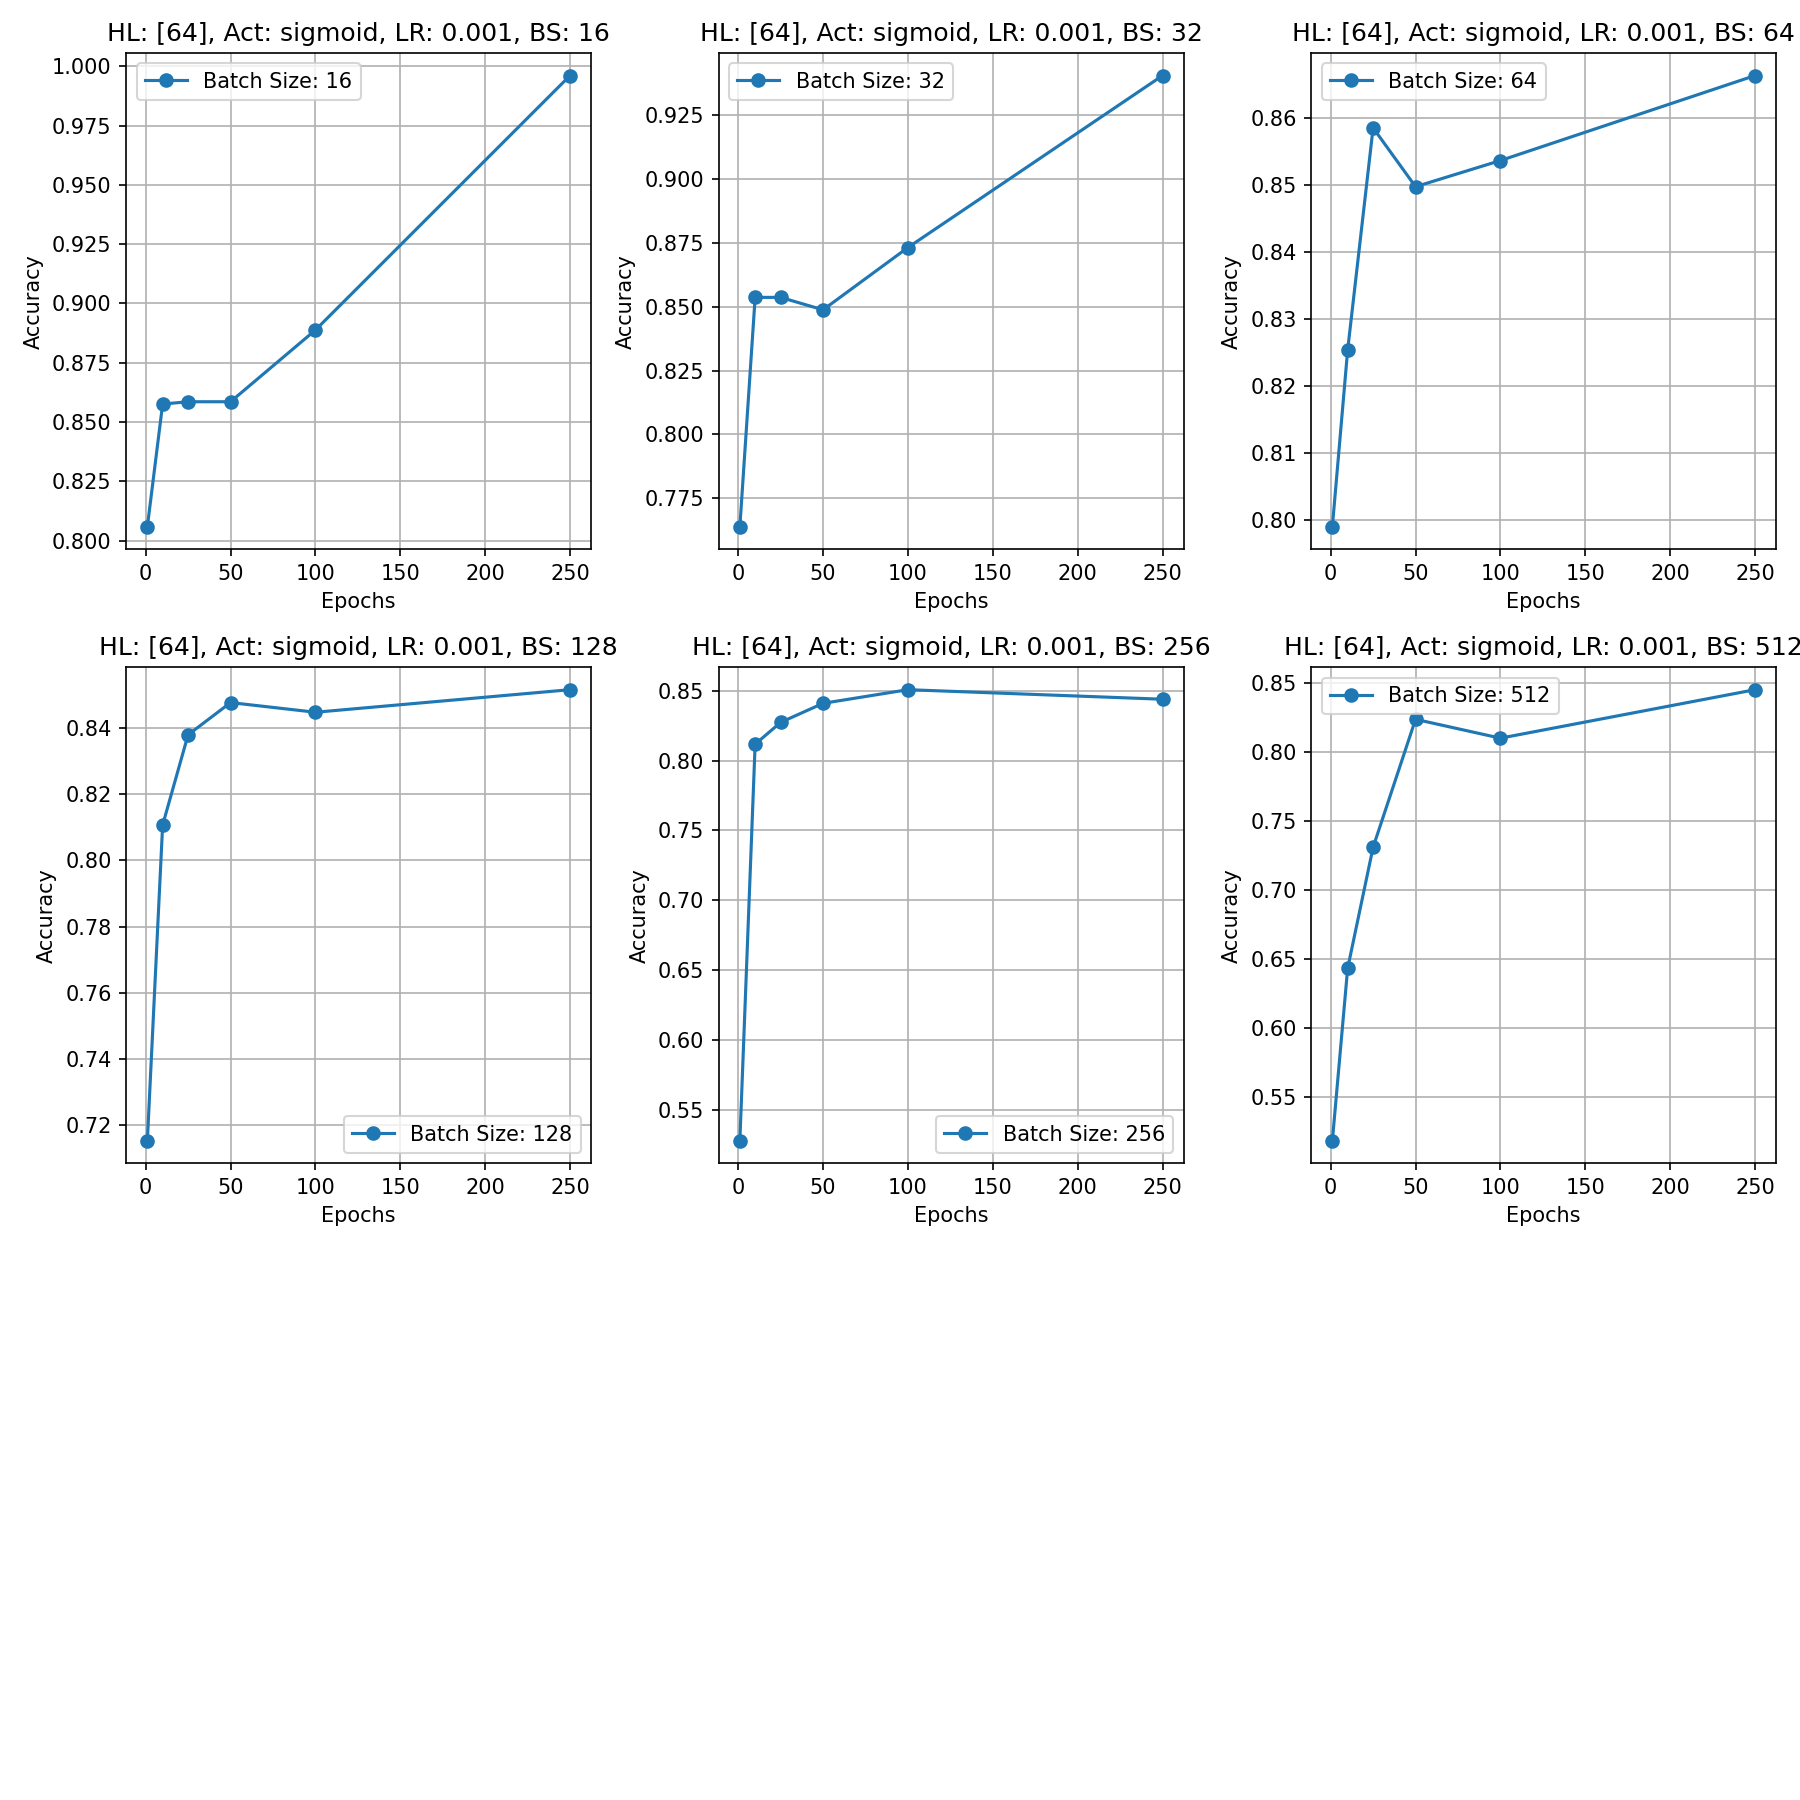 HL: [64], Act: sigmoid, LR: 0.001, BS: 16
Batch Size: 16
1.000
0.975
0.950
0.925
0.900
0.875
0.850
0.825
0.800
Accuracy
0 50 100 150 200 250
Epochs
HL: [64], Act: sigmoid, LR: 0.001, BS: 32
Batch Size: 32
0.925
0.900
0.875
0.850
0.825
0.800
0.775
Accuracy
0 50 100 150 200 250
Epochs
HL: [64], Act: sigmoid, LR: 0.001, BS: 64
Batch Size: 64
0.86
0.85
0.84
0.83
0.82
0.81
0.80
Accuracy
0 50 100 150 200 250
Epochs
HL: [64], Act: sigmoid, LR: 0.001, BS: 128
0.84
0.82
0.80
0.78
0.76
0.74
0.72
Accuracy
Batch Size: 128
0 50 100 150 200 250
Epochs
HL: [64], Act: sigmoid, LR: 0.001, BS: 256
0.85
0.80
0.75
0.70
0.65
0.60
0.55
Accuracy
Batch Size: 256
0 50 100 150 200 250
Epochs
HL: [64], Act: sigmoid, LR: 0.001, BS: 512
Batch Size: 512
0.85
0.80
0.75
0.70
0.65
0.60
0.55
Accuracy
0 50 100 150 200 250
Epochs